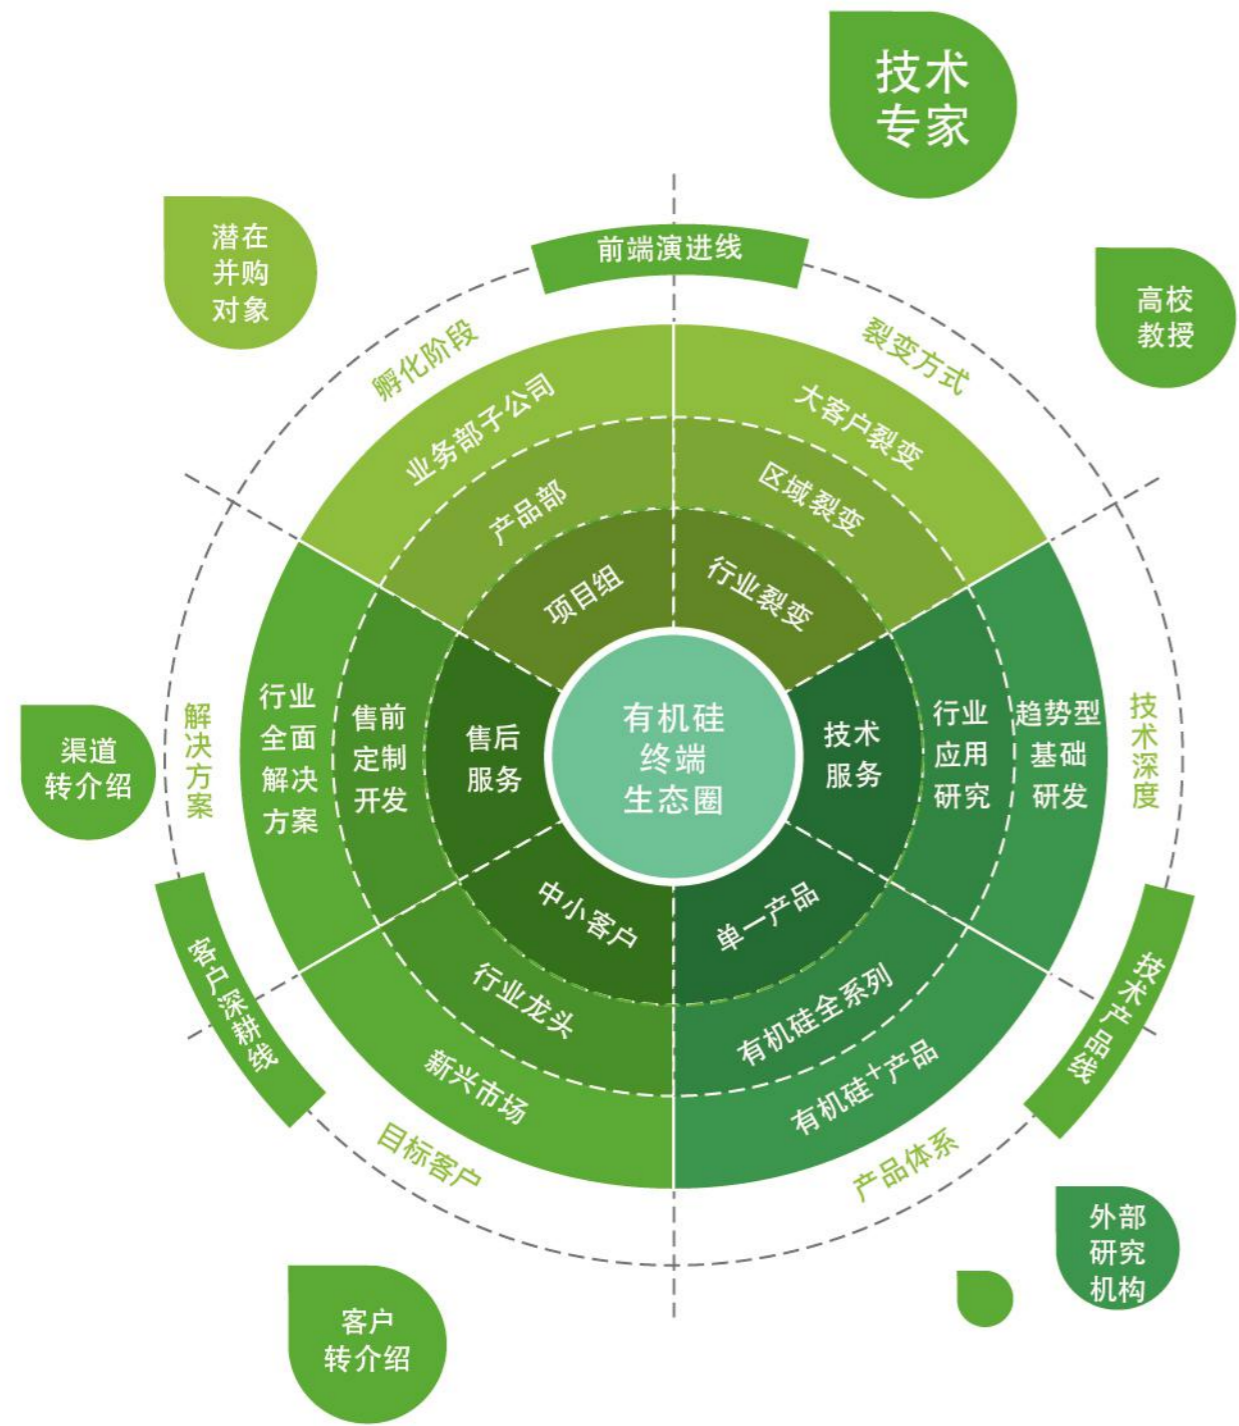 技术
专家
潜在
并购
对象
高校
教授
前端演进线
孵化阶段
裂变方式
业务部子公司
大客户裂变
产品部
区域裂变
项目组
行业裂变
解决方案
行业
全面
解决
方案
售前
定制
开发
售后
服务
有机硅
终端
生态圈
技术
服务
行业
应用
研究
趋势型
基础
研发
技术深度
渠道
转介绍
中小客户
单一产品
行业龙头
有机硅全系列
新兴市场
有机硅+产品
客户深耕线
技术产品线
目标客户
产品体系
外部
研究
机构
客户
转介绍